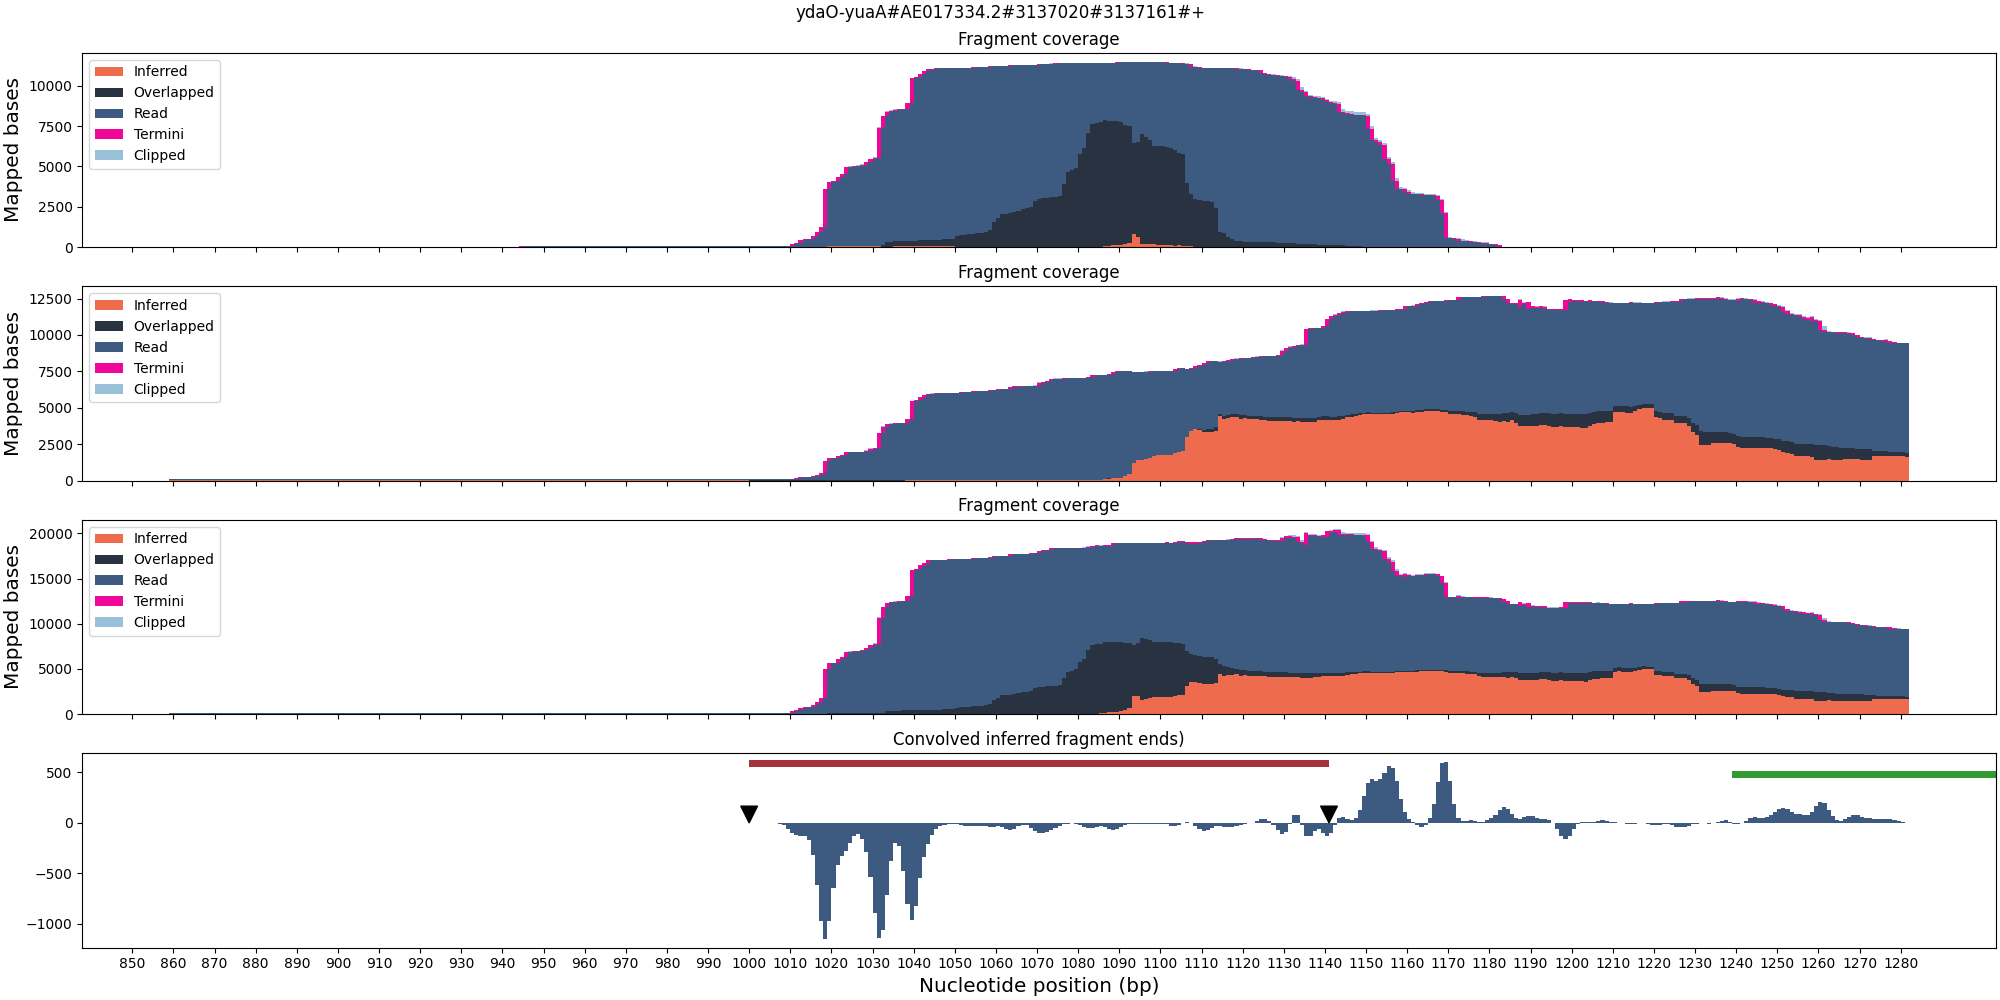 ydaO-yuaA#AE017334.2#3137020#3137161#+
Fragment coverage
Mapped bases
10000
7500
5000
2500
0
Inferred
Overlapped
Read
Termini
Clipped
Fragment coverage
Mapped bases
12500
10000
7500
5000
2500
0
Inferred
Overlapped
Read
Termini
Clipped
Fragment coverage
Mapped bases
20000
15000
10000
5000
0
Inferred
Overlapped
Read
Termini
Clipped
Convolved inferred fragment ends)
500
0
−500
−1000
850 860 870 880 890 900 910 920 930 940 950 960 970 980 990 1000 1010 1020 1030 1040 1050 1060 1070 1080 1090 1100 1110 1120 1130 1140 1150 1160 1170 1180 1190 1200 1210 1220 1230 1240 1250 1260 1270 1280
Nucleotide position (bp)